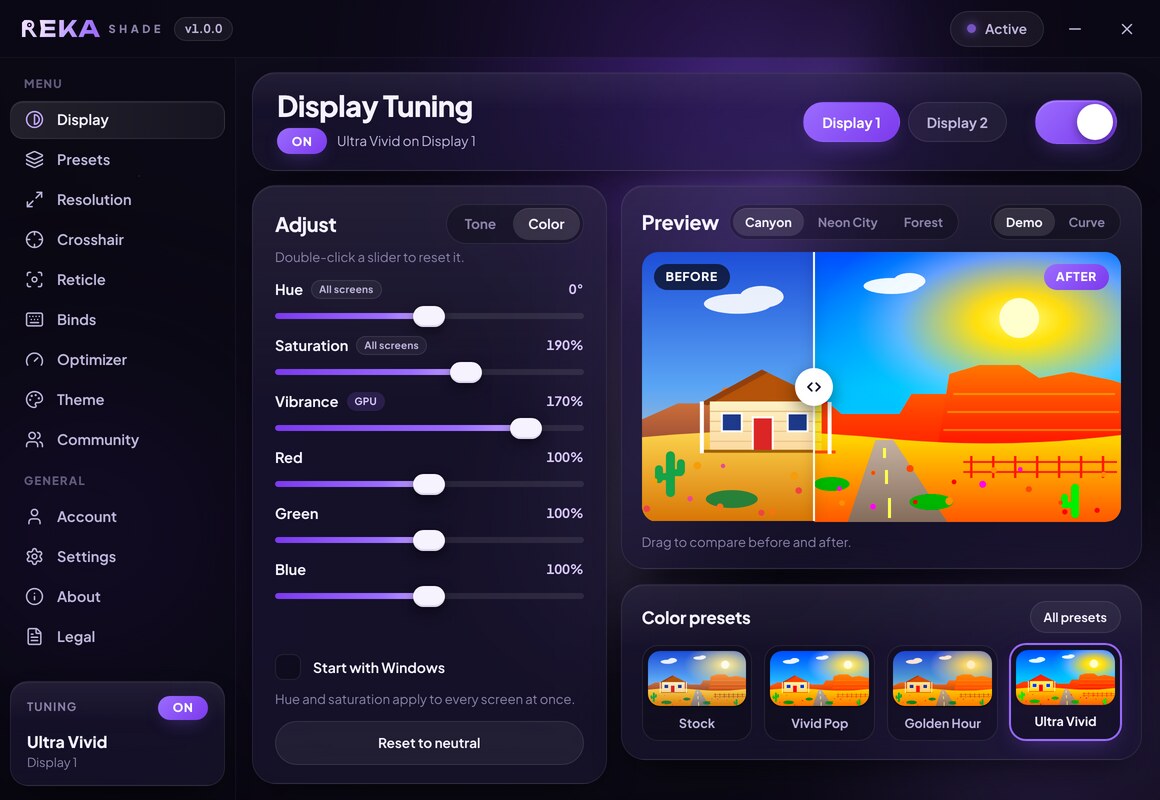 REKA SHADE v1.0.0
Active
MENU
Display
Presets
Resolution
Crosshair
Reticle
Binds
Optimizer
Theme
Community
GENERAL
Account
Settings
About
Legal
TUNING ON
Ultra Vivid
Display 1
Display Tuning
ON Ultra Vivid on Display 1
Display 1 Display 2
Adjust Tone Color
Double-click a slider to reset it.
Hue All screens 0°
Saturation All screens 190%
Vibrance GPU 170%
Red 100%
Green 100%
Blue 100%
Start with Windows
Hue and saturation apply to every screen at once.
Reset to neutral
Preview Canyon Neon City Forest Demo Curve
BEFORE AFTER
Drag to compare before and after.
Color presets All presets
Stock Vivid Pop Golden Hour Ultra Vivid